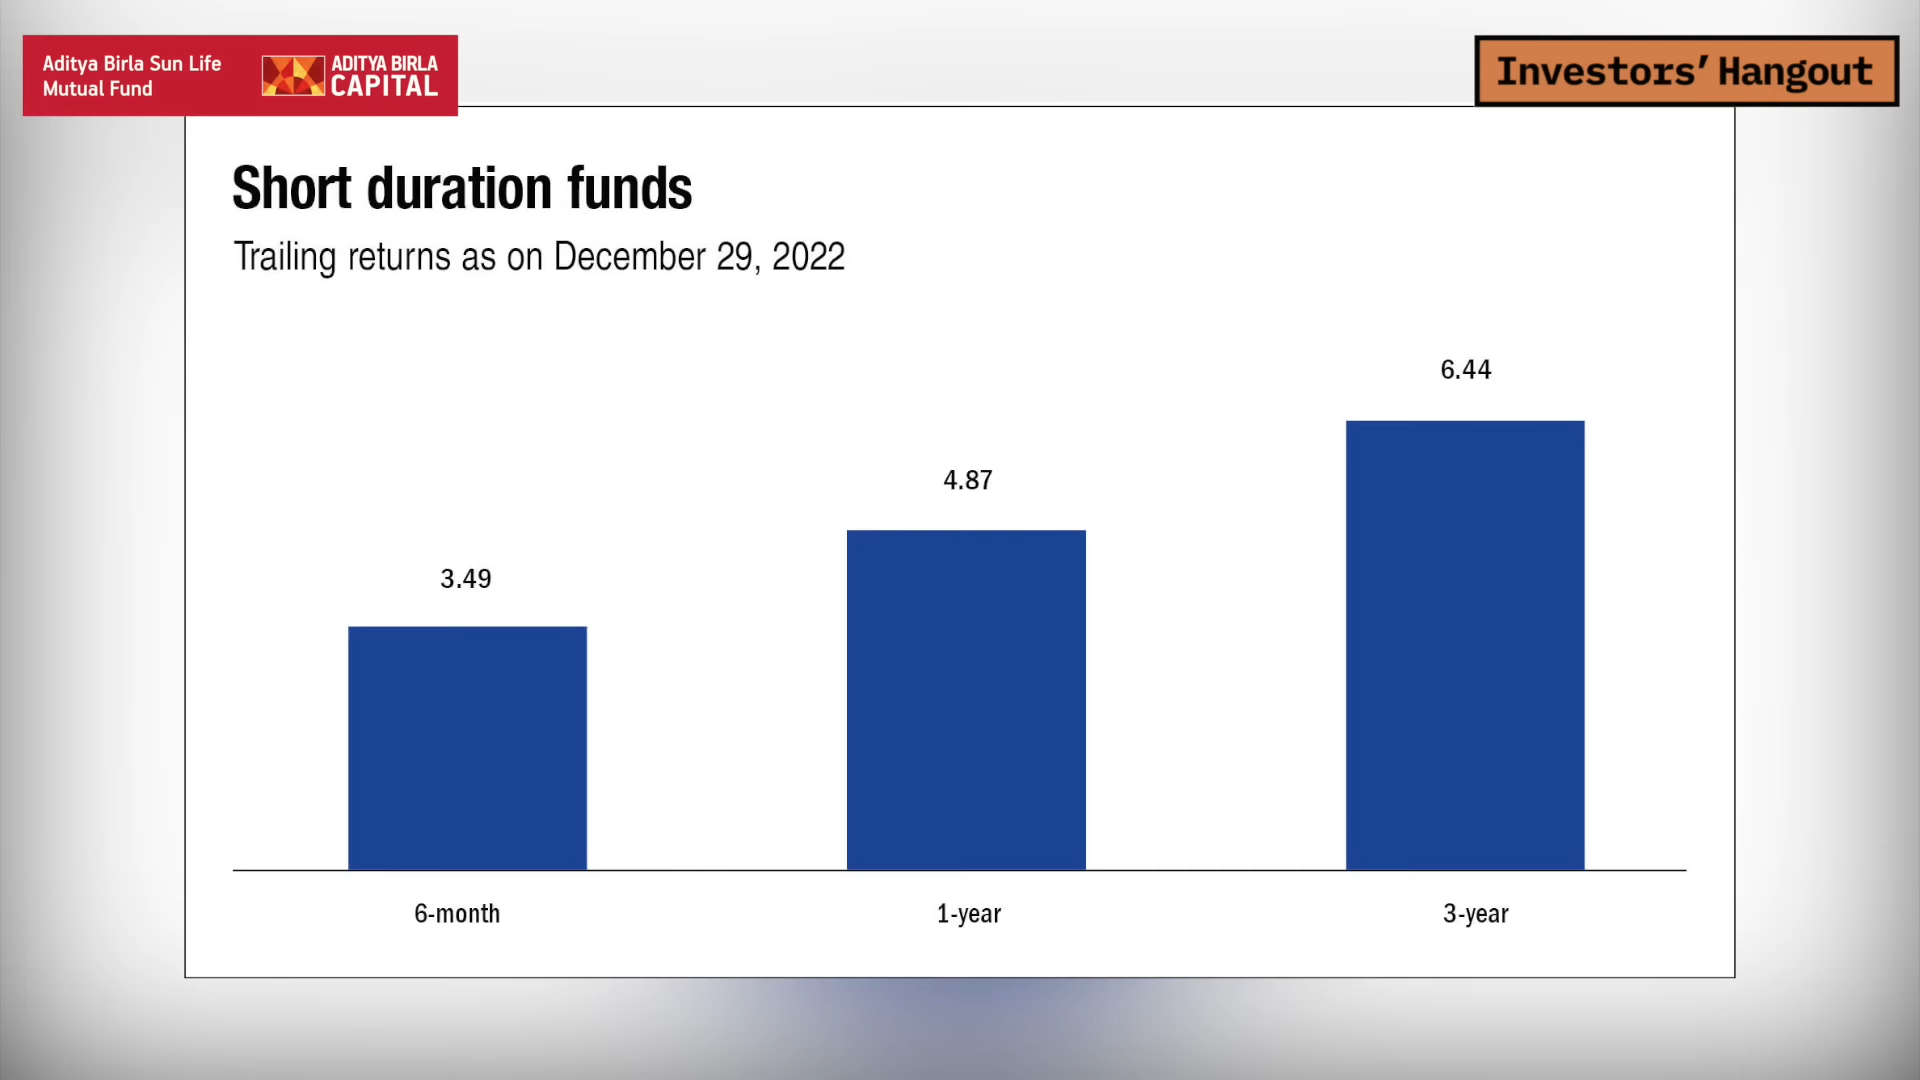 Aditya Birla Sun Life
Mutual Fund
ADITYA BIRLA
CAPITAL
Investors’ Hangout
Short duration funds
Trailing returns as on December 29, 2022
6.44
4.87
3.49
6-month
1-year
3-year